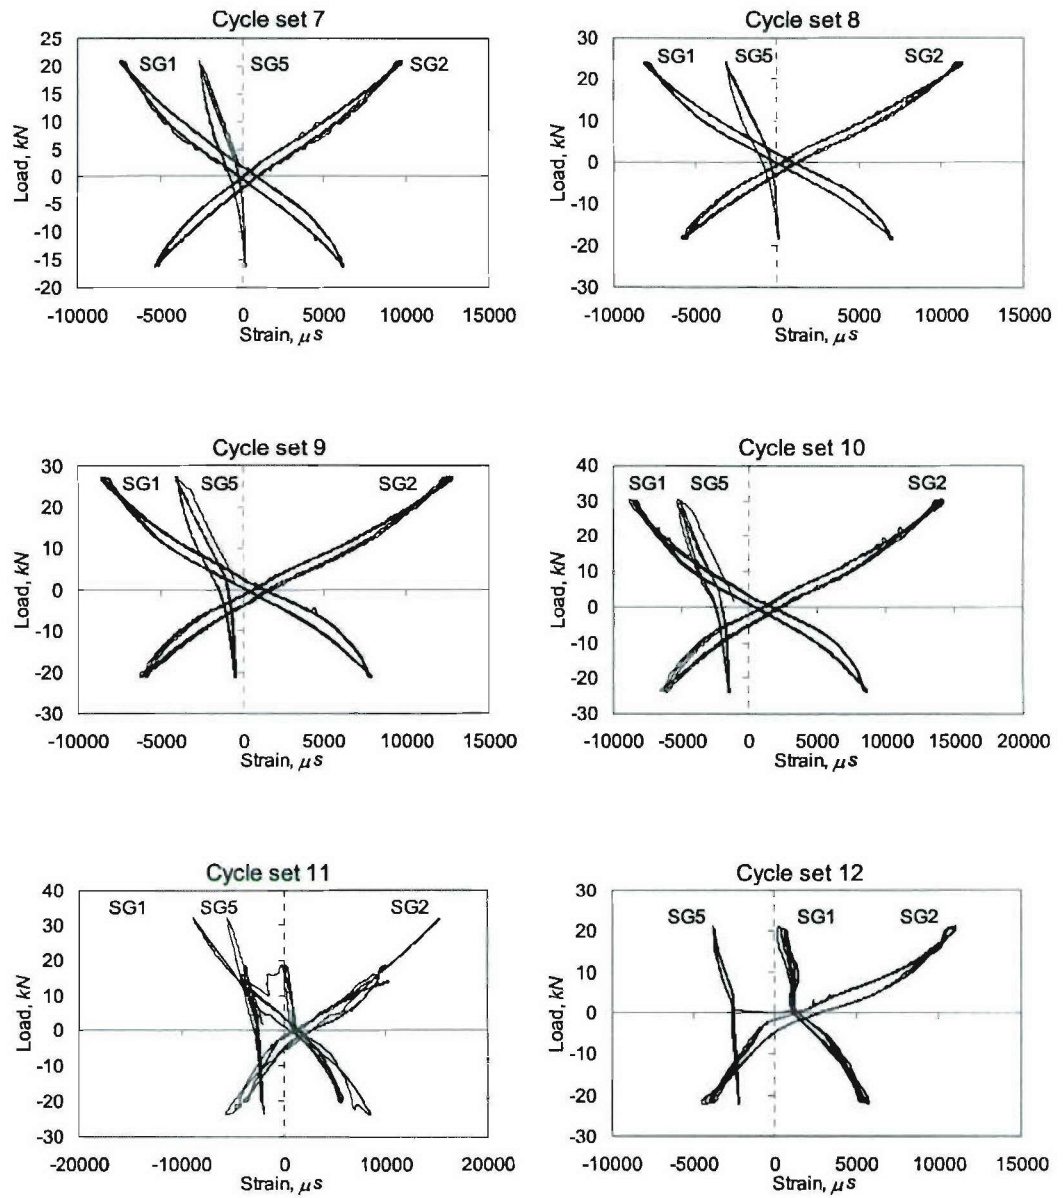 Cycle set 7
25
20
15
10
5
0
-5
-10
-15
-20
Load, kN
SG1
SG5
SG2
-10000 -5000 0 5000 10000 15000
Strain, μs
Cycle set 8
30
20
10
0
-10
-20
-30
Load, kN
SG1
SG5
SG2
-10000 -5000 0 5000 10000 15000
Strain, μs
Cycle set 9
30
20
10
0
-10
-20
-30
Load, kN
SG1
SG5
SG2
-10000 -5000 0 5000 10000 15000
Strain, μs
Cycle set 10
40
30
20
10
0
-10
-20
-30
Load, kN
SG1
SG5
SG2
-10000 -5000 0 5000 10000 15000 20000
Strain, μs
Cycle set 11
40
30
20
10
0
-10
-20
-30
Load, kN
SG1
SG5
SG2
-20000 -10000 0 10000 20000
Strain, μs
Cycle set 12
30
20
10
0
-10
-20
-30
Load, kN
SG5
SG1
SG2
-10000 -5000 0 5000 10000 15000
Strain, μs